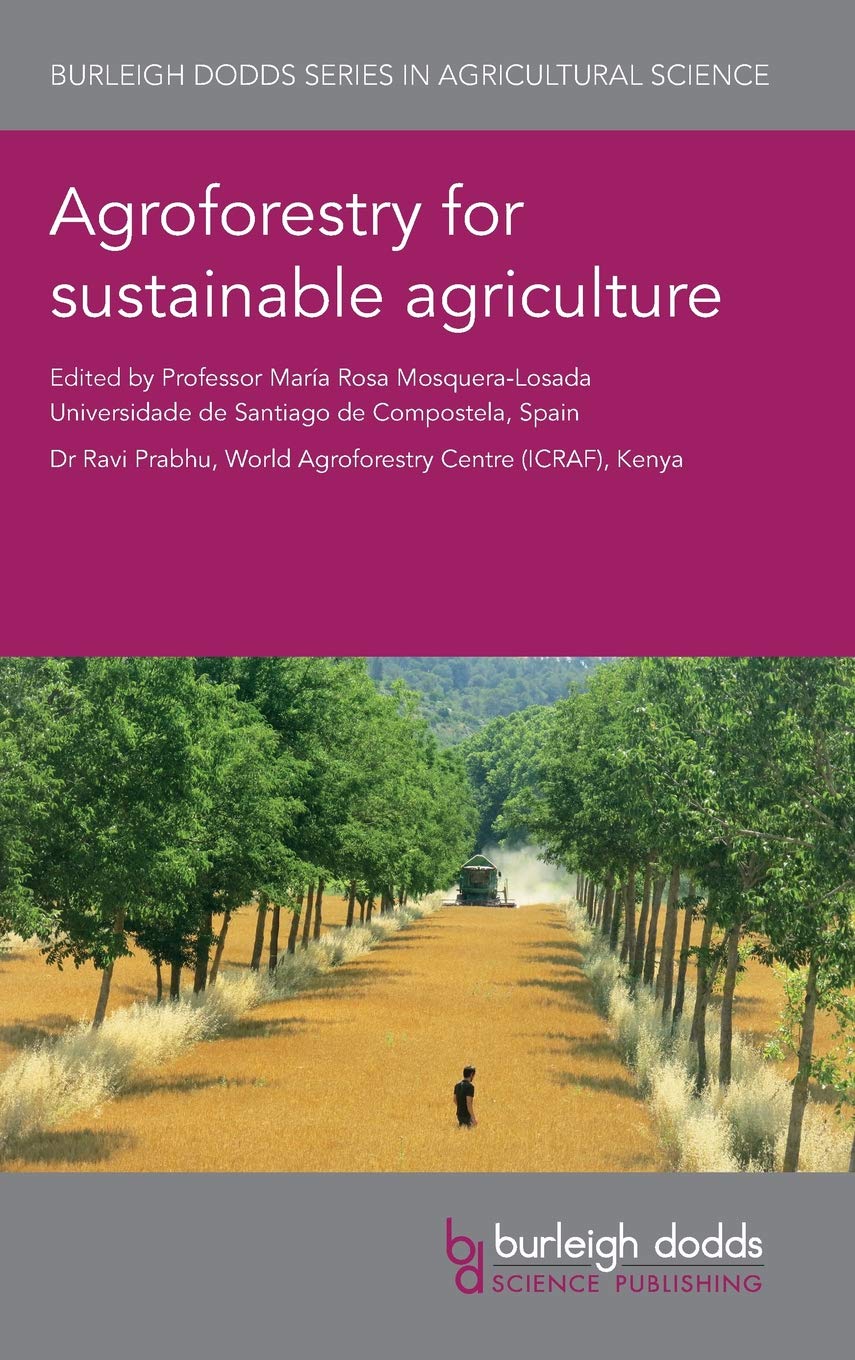 BURLEIGH DODDS SERIES IN AGRICULTURAL SCIENCE
Agroforestry for
sustainable agriculture
Edited by Professor María Rosa Mosquera-Losada
Universidade de Santiago de Compostela, Spain
Dr Ravi Prabhu, World Agroforestry Centre (ICRAF), Kenya
bd burleigh dodds
SCIENCE PUBLISHING